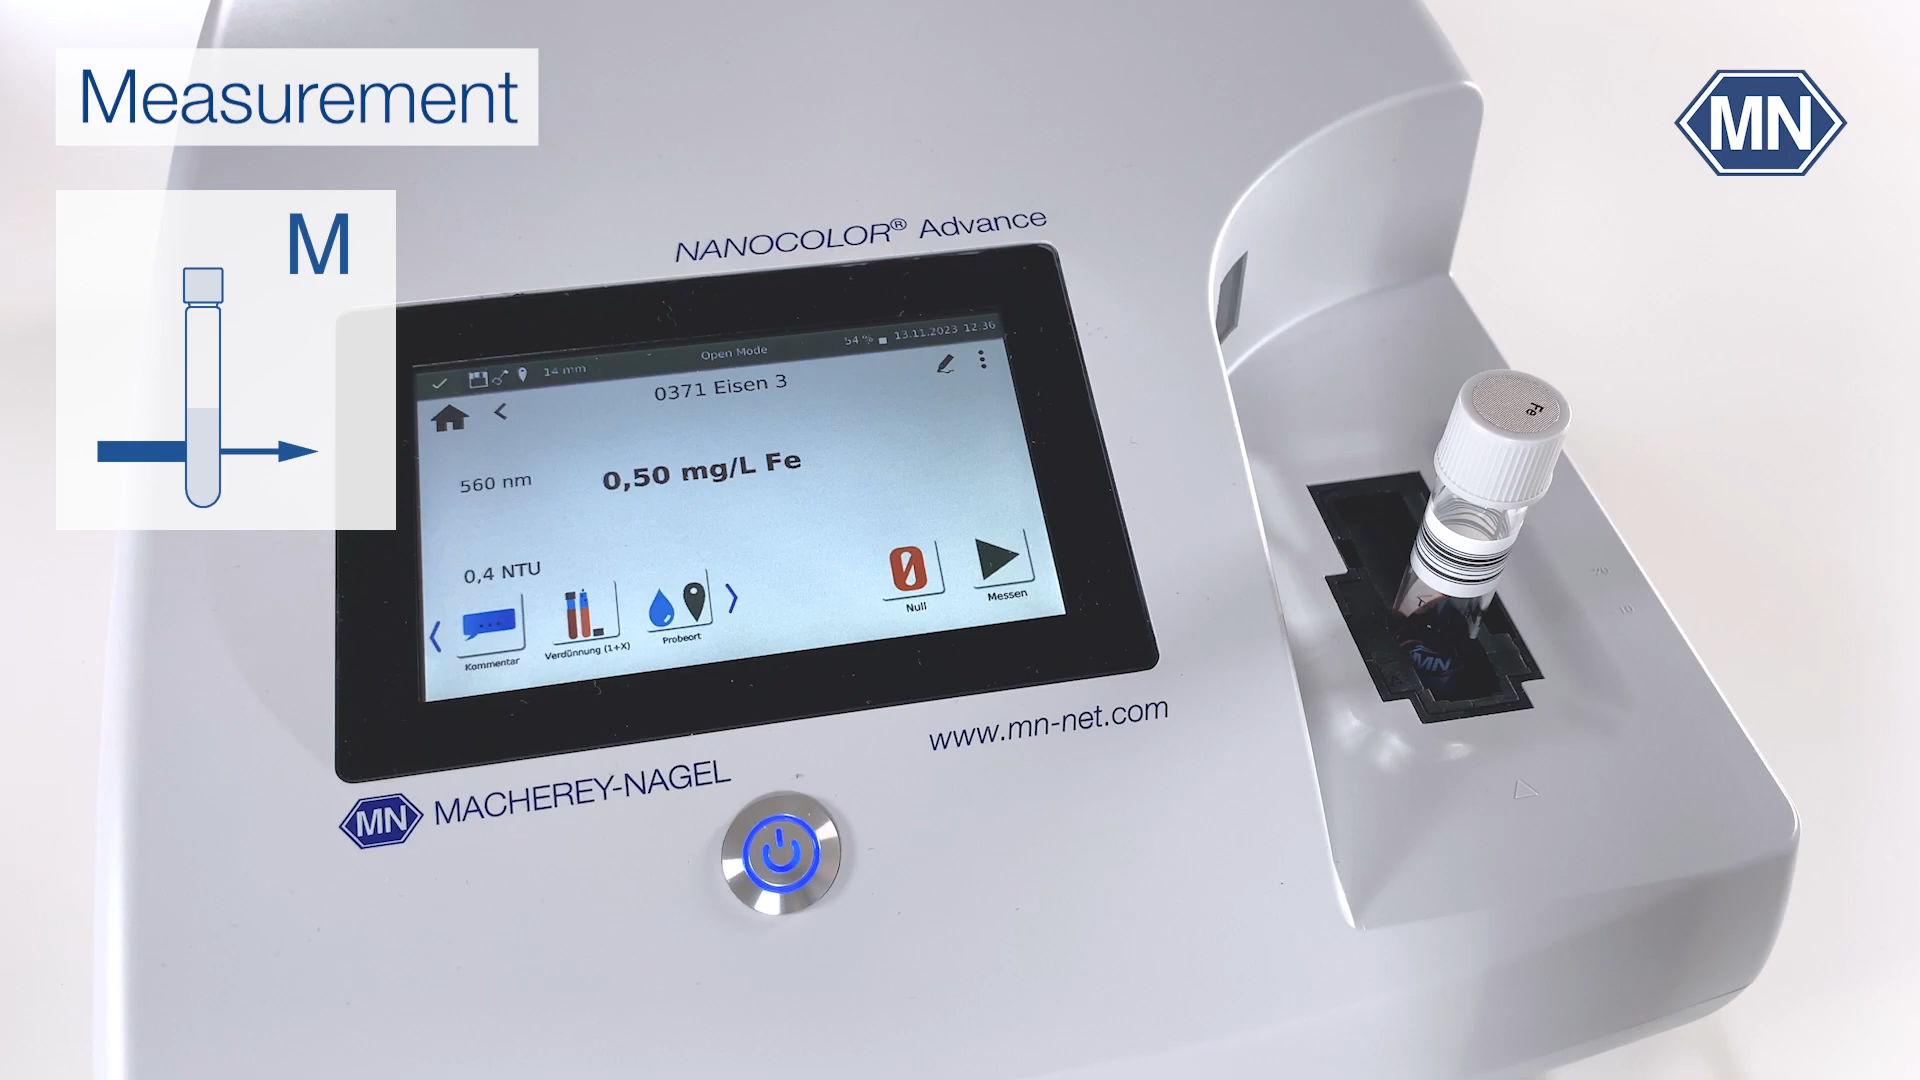 Measurement
M
MN
NANOCOLOR® Advance
14 mm
Open Mode
54 %
13.11.2023 12:36
0371 Eisen 3
560 nm
0,50 mg/L Fe
0,4 NTU
Kommentar
Verdünnung (1+X)
Probeort
Null
Messen
www.mn-net.com
MN MACHEREY-NAGEL
Fe
MN